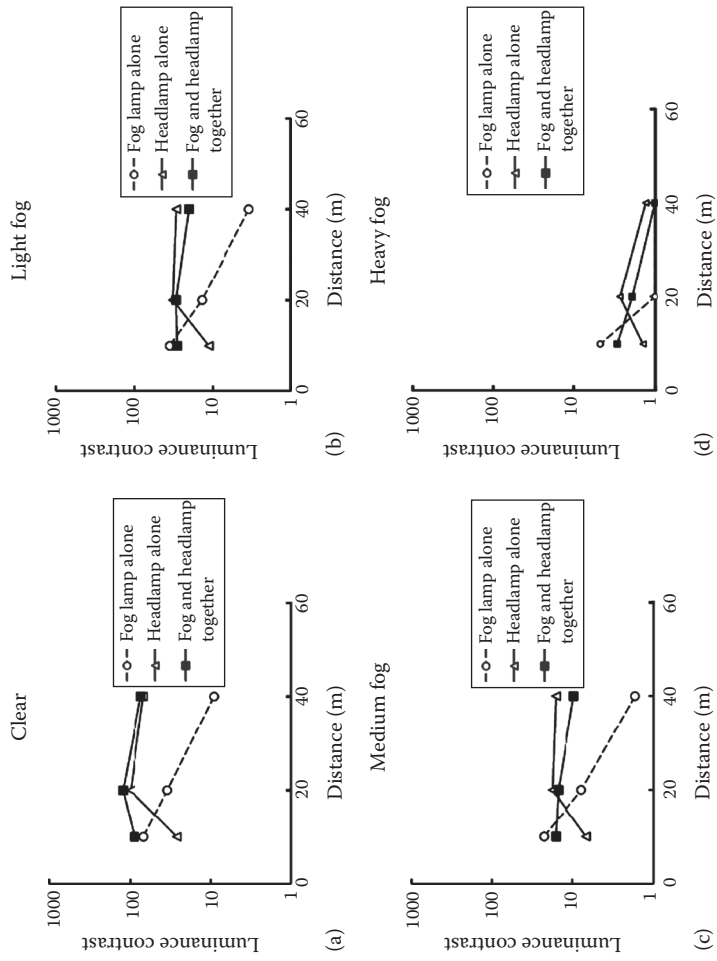 Clear
1000
100
10
1
Luminance contrast
0
20
40
60
Distance (m)
Fog lamp alone
Headlamp alone
Fog and headlamp
together
(a)
Light fog
1000
100
10
1
Luminance contrast
0
20
40
60
Distance (m)
Fog lamp alone
Headlamp alone
Fog and headlamp
together
(b)
Medium fog
1000
100
10
1
Luminance contrast
0
20
40
60
Distance (m)
Fog lamp alone
Headlamp alone
Fog and headlamp
together
(c)
Heavy fog
1000
100
10
1
Luminance contrast
0
20
40
60
Distance (m)
Fog lamp alone
Headlamp alone
Fog and headlamp
together
(d)